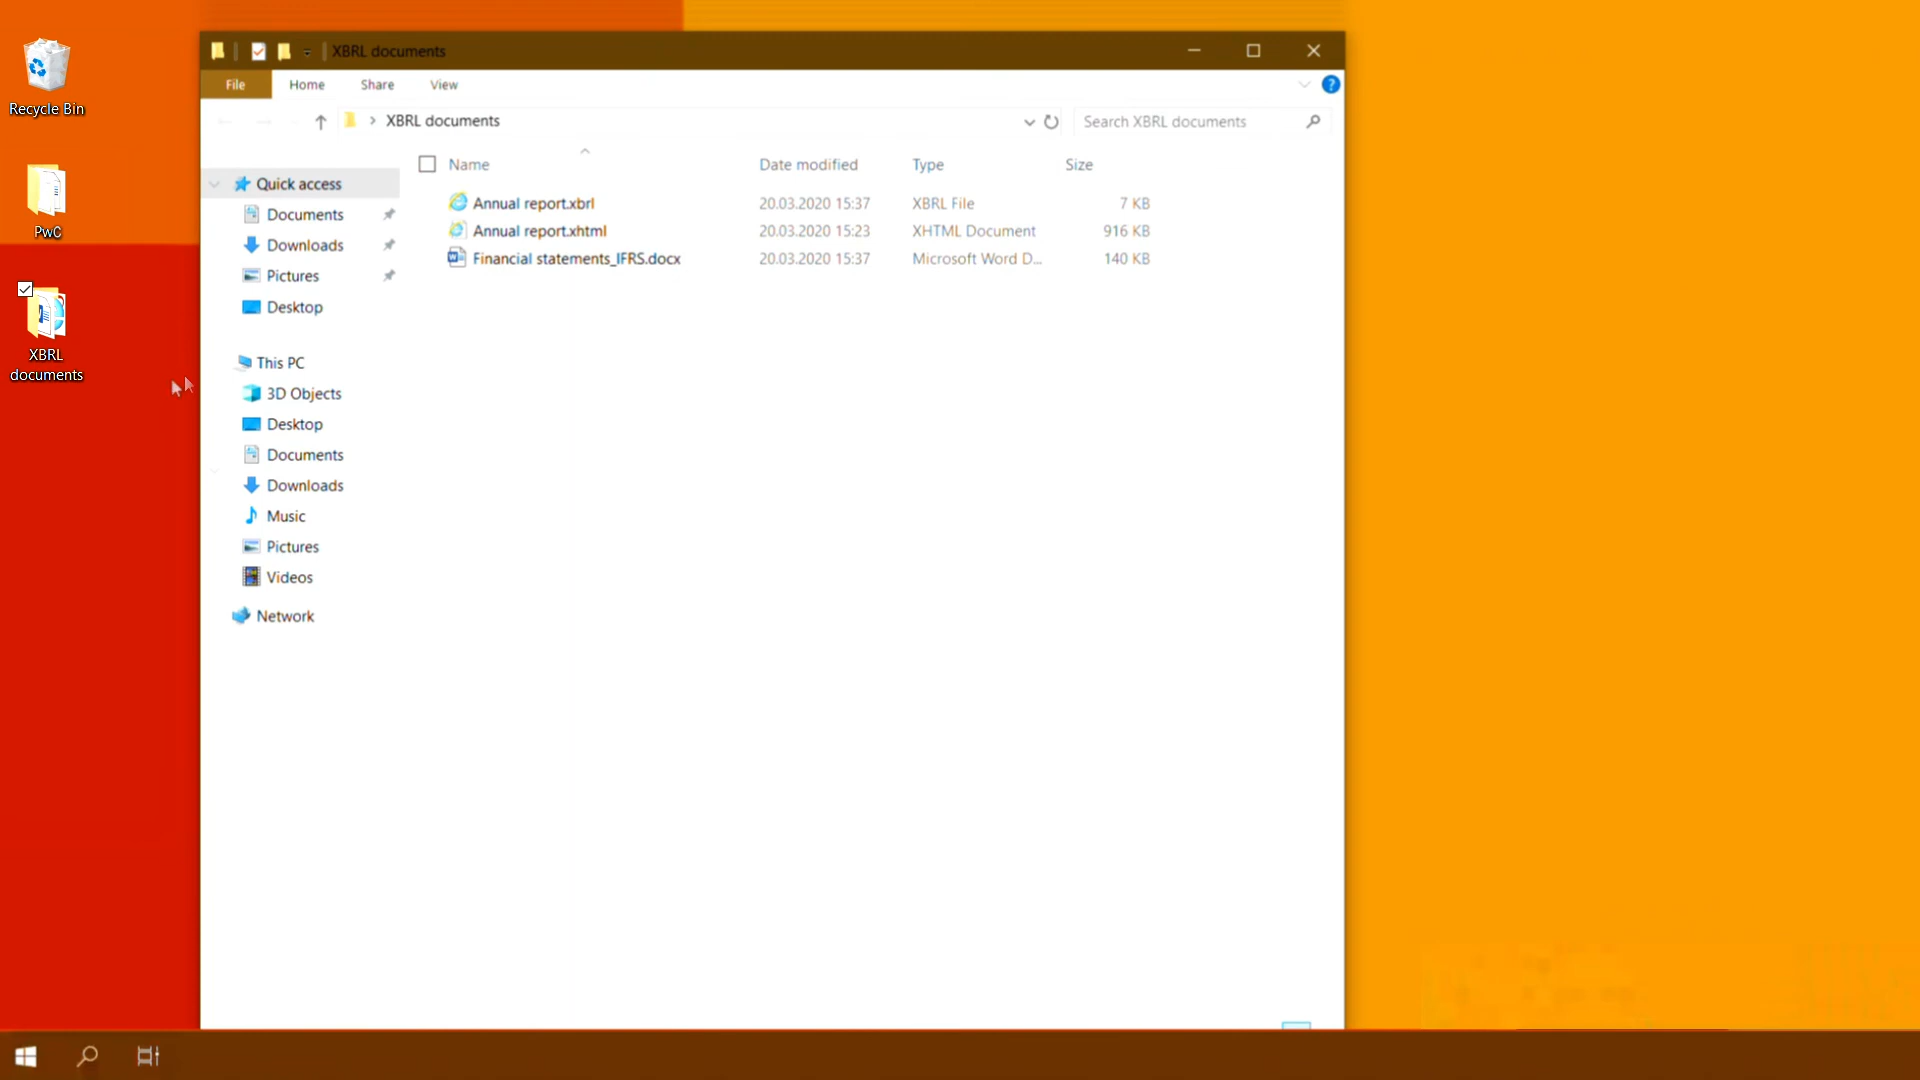 Recycle Bin
PwC
XBRL
documents
XBRL documents
File Home Share View
?
XBRL documents
Search XBRL documents
Name Date modified Type Size
Annual report.xbrl 20.03.2020 15:37 XBRL File 7 KB
Annual report.xhtml 20.03.2020 15:23 XHTML Document 916 KB
Financial statements_IFRS.docx 20.03.2020 15:37 Microsoft Word D... 140 KB
Quick access
Documents
Downloads
Pictures
Desktop
This PC
3D Objects
Desktop
Documents
Downloads
Music
Pictures
Videos
Network